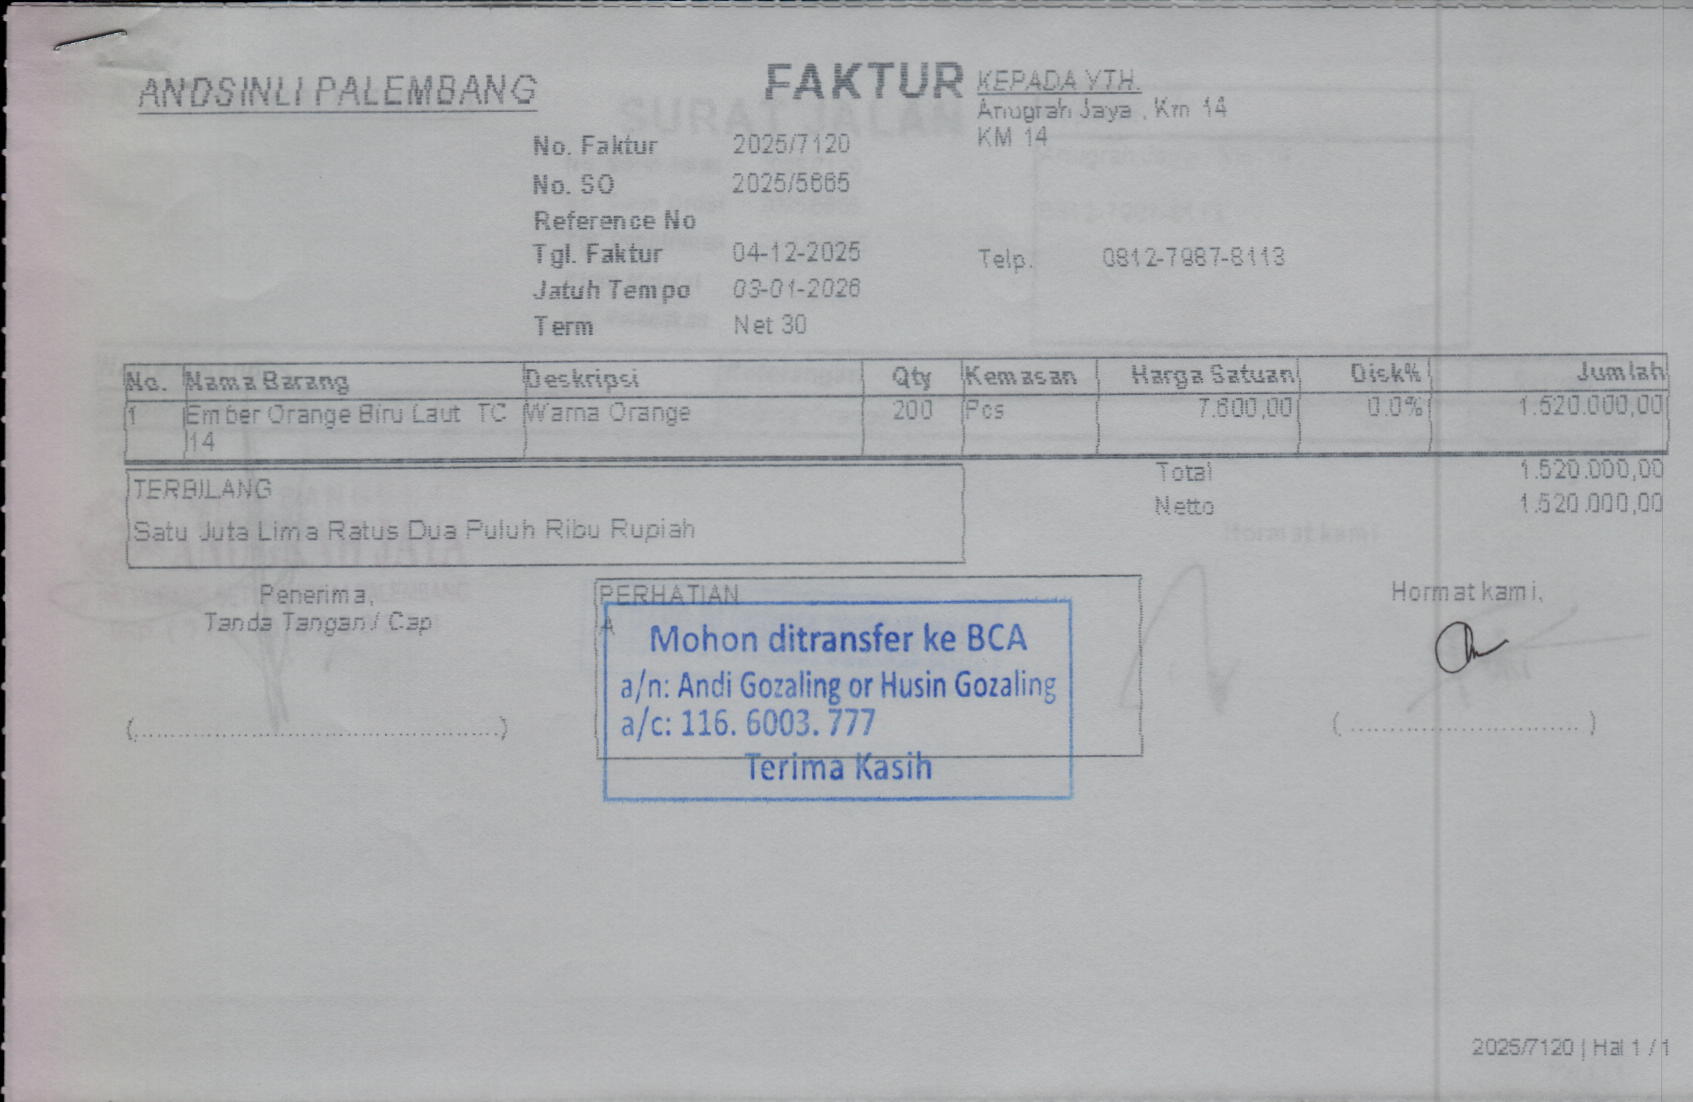 ANDSINLI PALEMBANG
FAKTUR
KEPADA YTH.
Anugrah Jaya , Km 14
KM 14
No. Faktur 2025/7120
No. SO 2025/5665
Reference No
Tgl. Faktur 04-12-2025
Telp. 0812-7987-8113
Jatuh Tempo 03-01-2026
Term Net 30
No. Nama Barang Deskripsi Qty Kemasan Harga Satuan Disk% Jumlah
1 Ember Orange Biru Laut TC Warna Orange 200 Pcs 7.600,00 0.0% 1.520.000,00
14
Total 1.520.000,00
Netto 1.520.000,00
TERBILANG
Satu Juta Lima Ratus Dua Puluh Ribu Rupiah
Penerima,
Tanda Tangan / Cap
(............................................)
PERHATIAN
A
Mohon ditransfer ke BCA
a/n: Andi Gozaling or Husin Gozaling
a/c: 116. 6003. 777
Terima Kasih
Hormat kami,
( ............................ )
2025/7120 | Hal 1 / 1